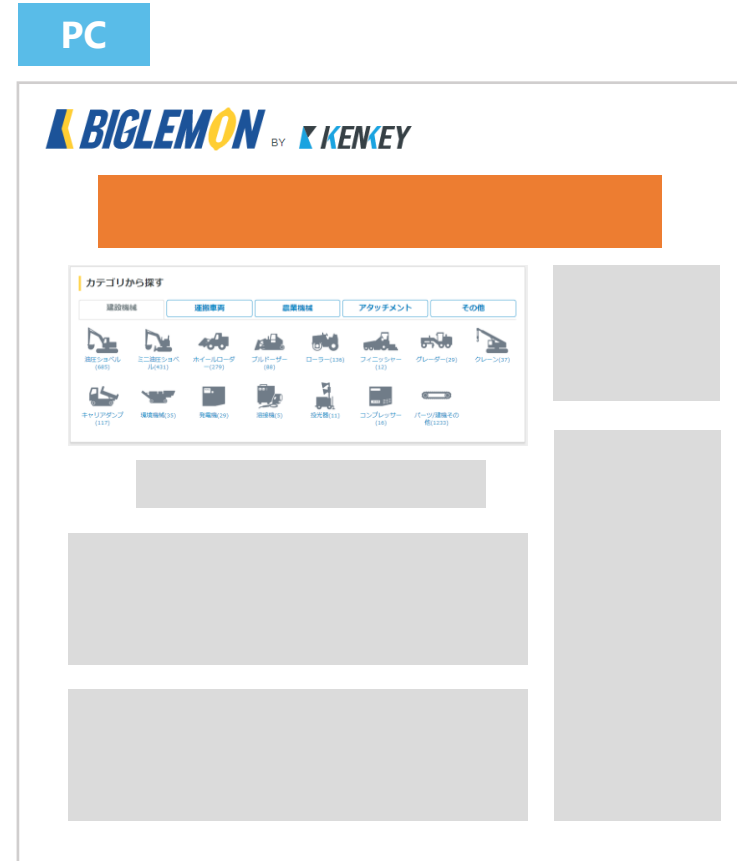 PC
BIGLEMON BY KENKEY
カテゴリから探す
建設機械 運搬車両 農業機械 アタッチメント その他
油圧ショベル ミニ油圧ショベ ホイールローダ ブルドーザー ローラー(136) フィニッシャー グレーダー(29) クレーン(37)
(685) ル(431) ー(279) (88) (12)
キャリアダンプ 環境機械(35) 発電機(29) 溶接機(5) 投光器(11) コンプレッサー パーツ/建機その
(117) (16) 他(1233)